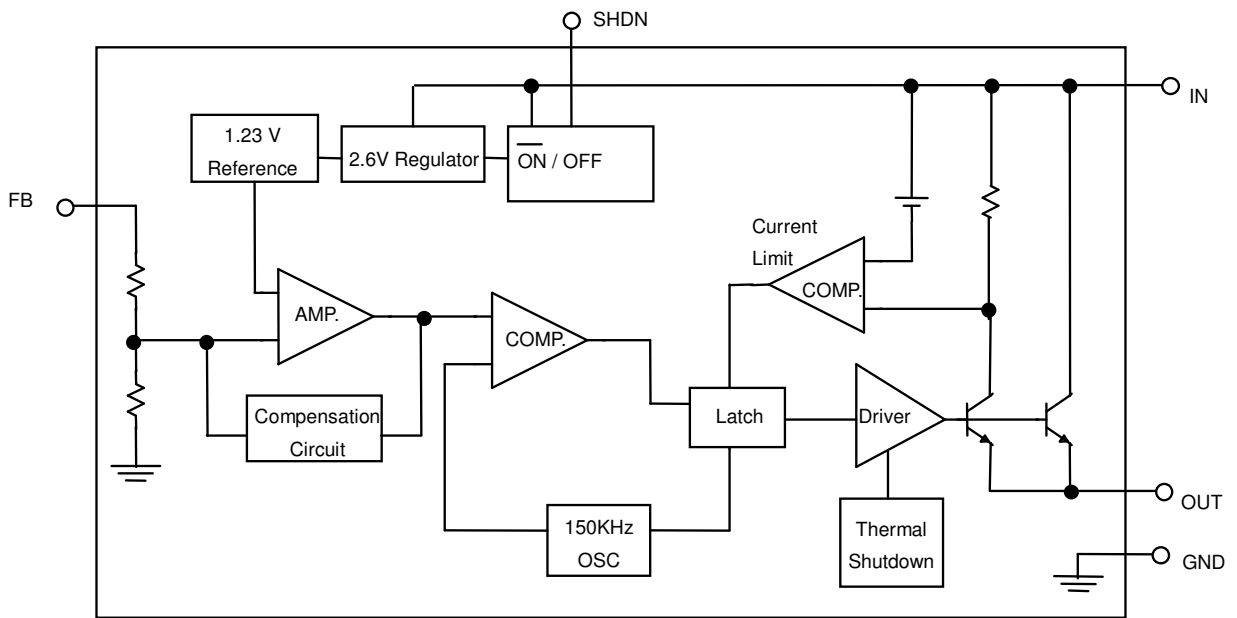 SHDN
IN
1.23 V
Reference
2.6V Regulator
ON / OFF
FB
Current
Limit
COMP.
AMP.
COMP.
Compensation
Circuit
Latch
Driver
150KHz
OSC
Thermal
Shutdown
OUT
GND